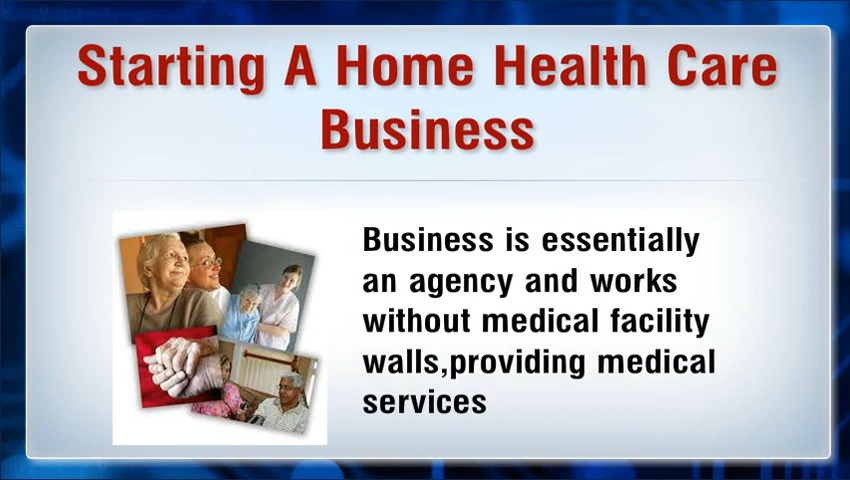 Starting A Home Health Care
Business
Business is essentially
an agency and works
without medical facility
walls,providing medical
services